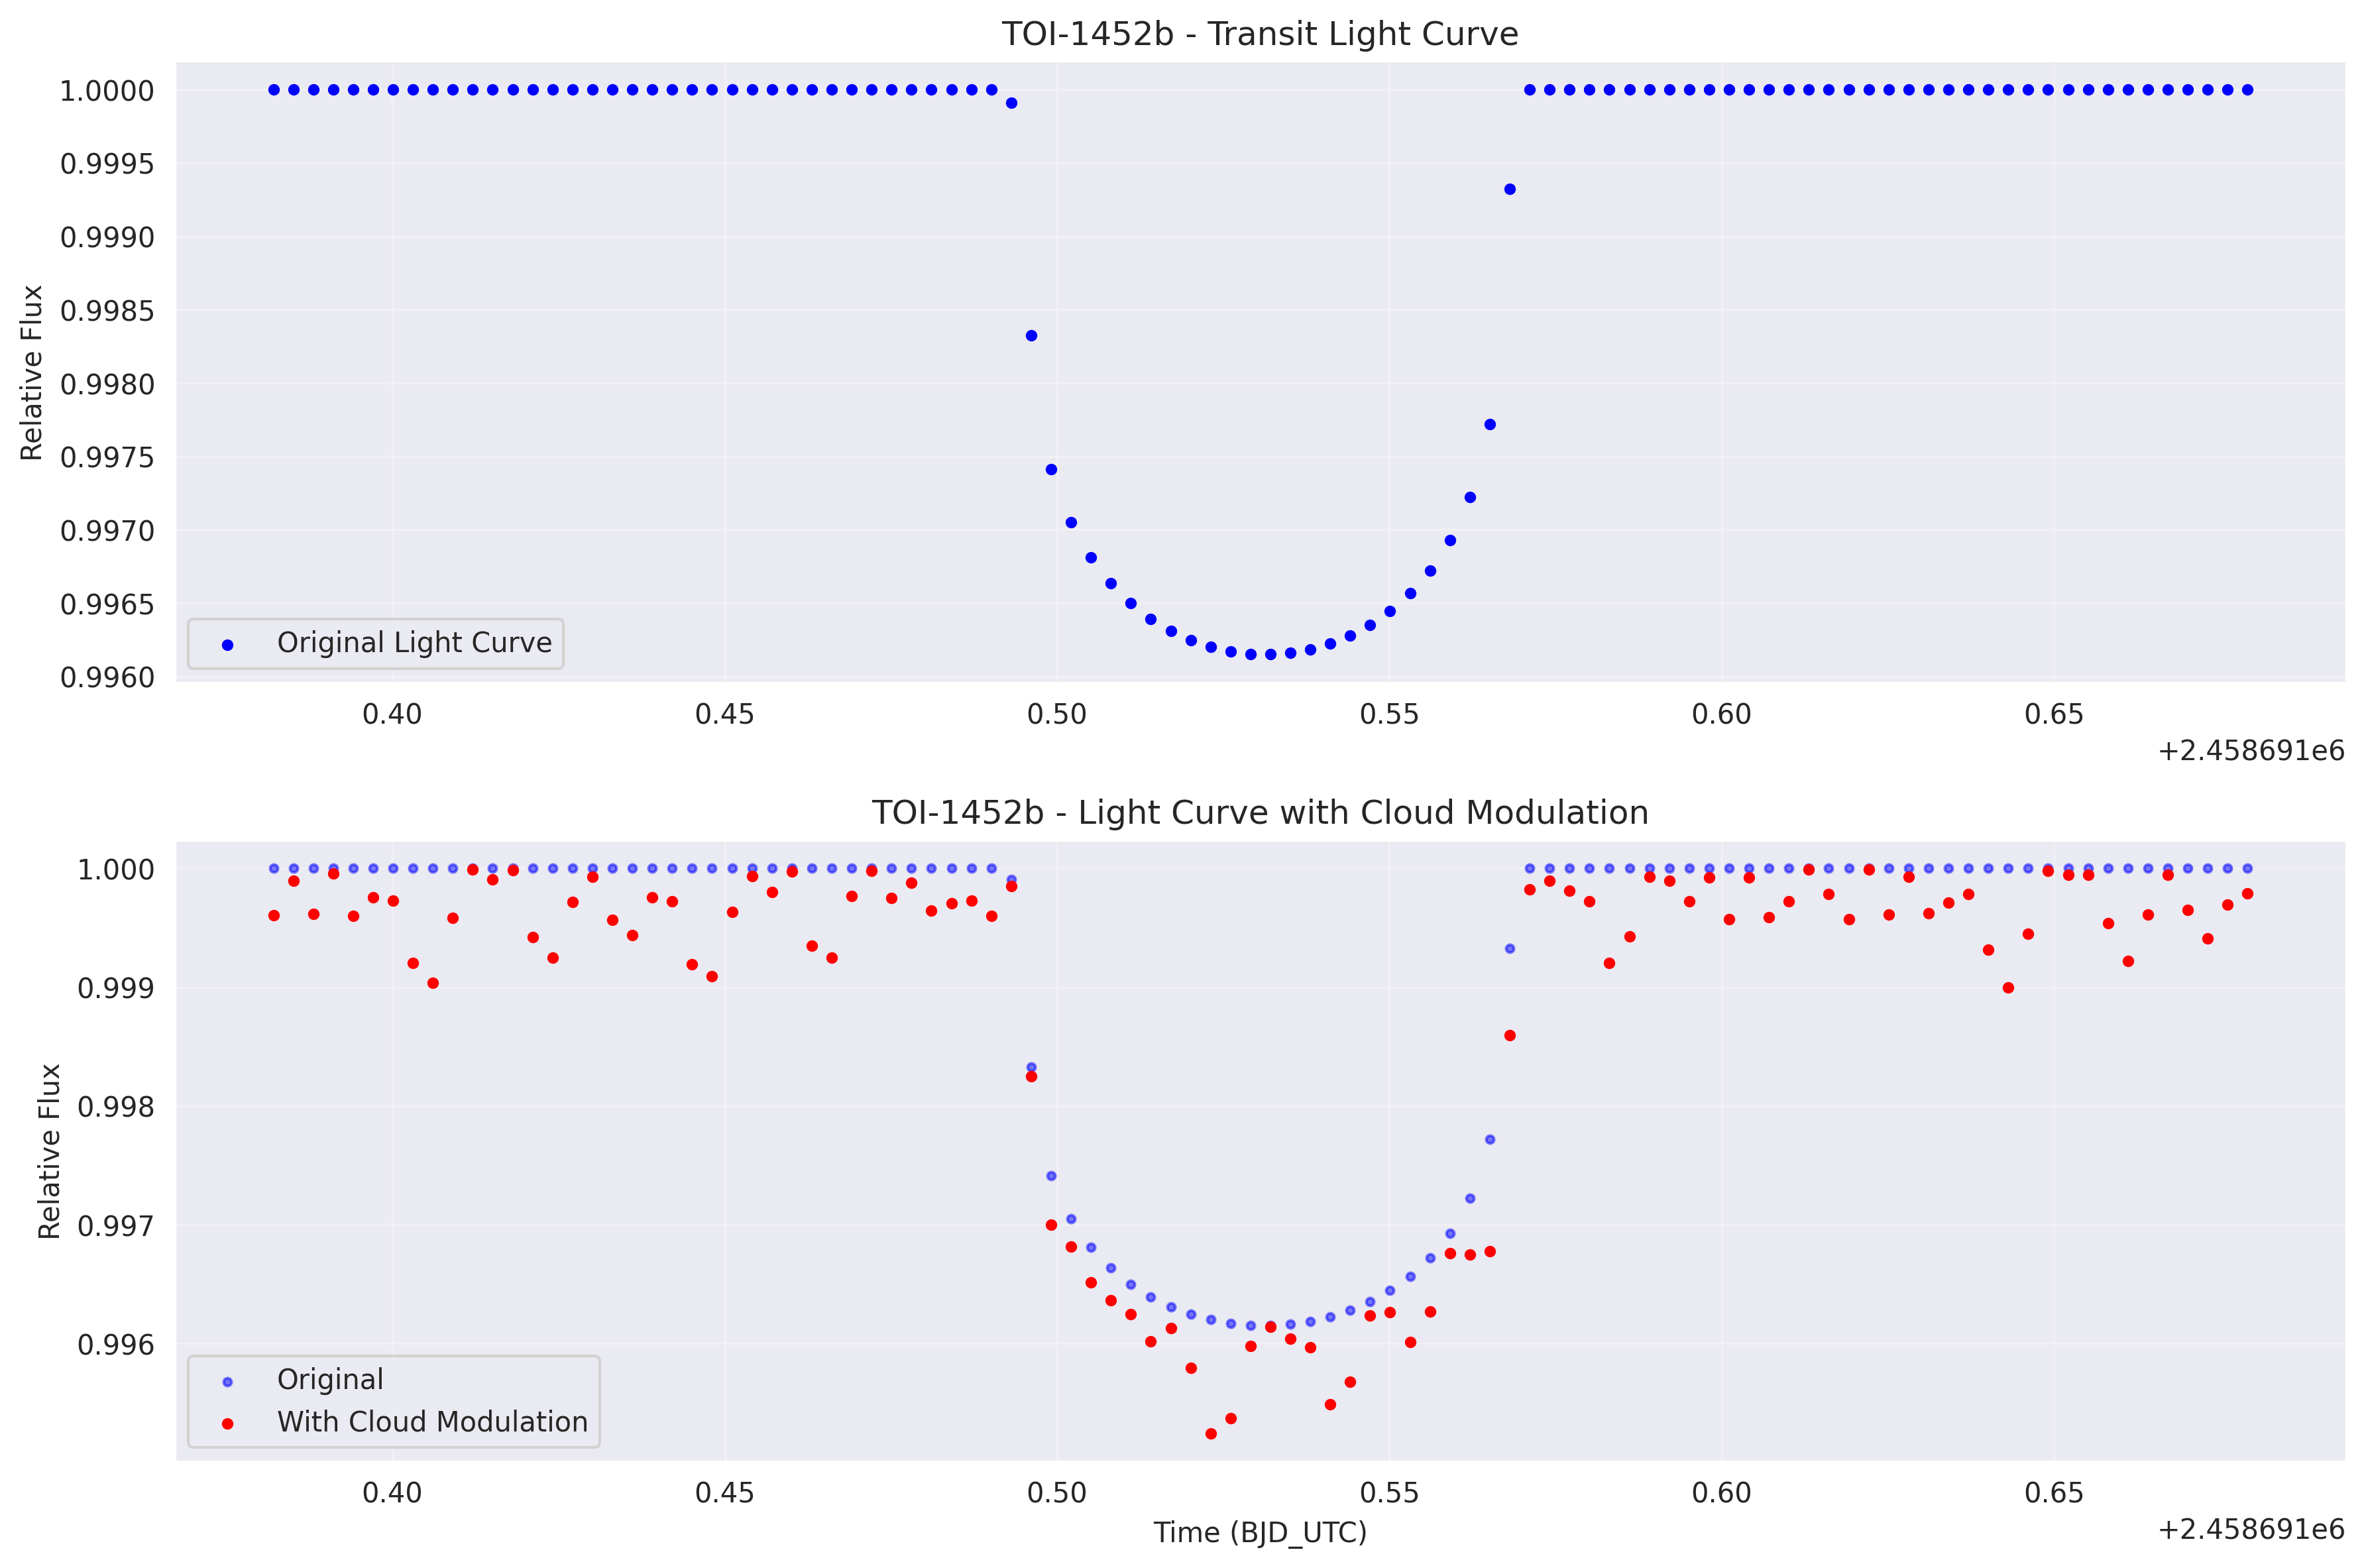 TOI-1452b - Transit Light Curve
Relative Flux
1.0000
0.9995
0.9990
0.9985
0.9980
0.9975
0.9970
0.9965
0.9960
Original Light Curve
0.40 0.45 0.50 0.55 0.60 0.65
+2.458691e6
TOI-1452b - Light Curve with Cloud Modulation
Relative Flux
1.000
0.999
0.998
0.997
0.996
Original
With Cloud Modulation
0.40 0.45 0.50 0.55 0.60 0.65
Time (BJD_UTC)
+2.458691e6